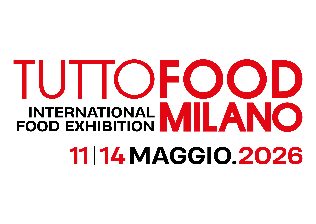 TUTTOFOOD
INTERNATIONAL
FOOD EXHIBITION
MILANO
11|14 MAGGIO.2026